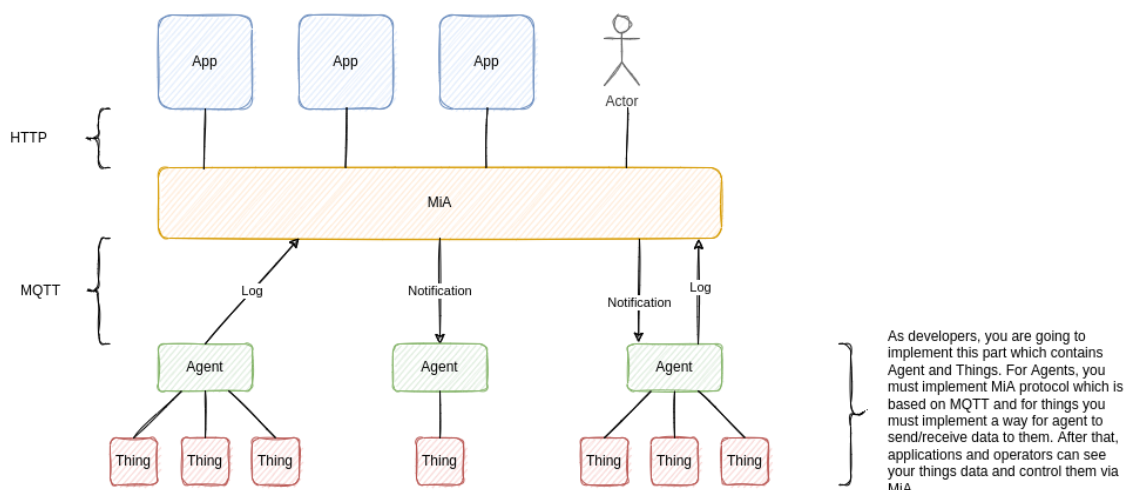 App
App
App
Actor
HTTP
MiA
MQTT
Log
Notification
Notification
Log
Agent
Agent
Agent
Thing
Thing
Thing
Thing
Thing
Thing
Thing
As developers, you are going to
implement this part which contains
Agent and Things. For Agents, you
must implement MiA protocol which is
based on MQTT and for things you
must implement a way for agent to
send/receive data to them. After that,
applications and operators can see
your things data and control them via
MiA